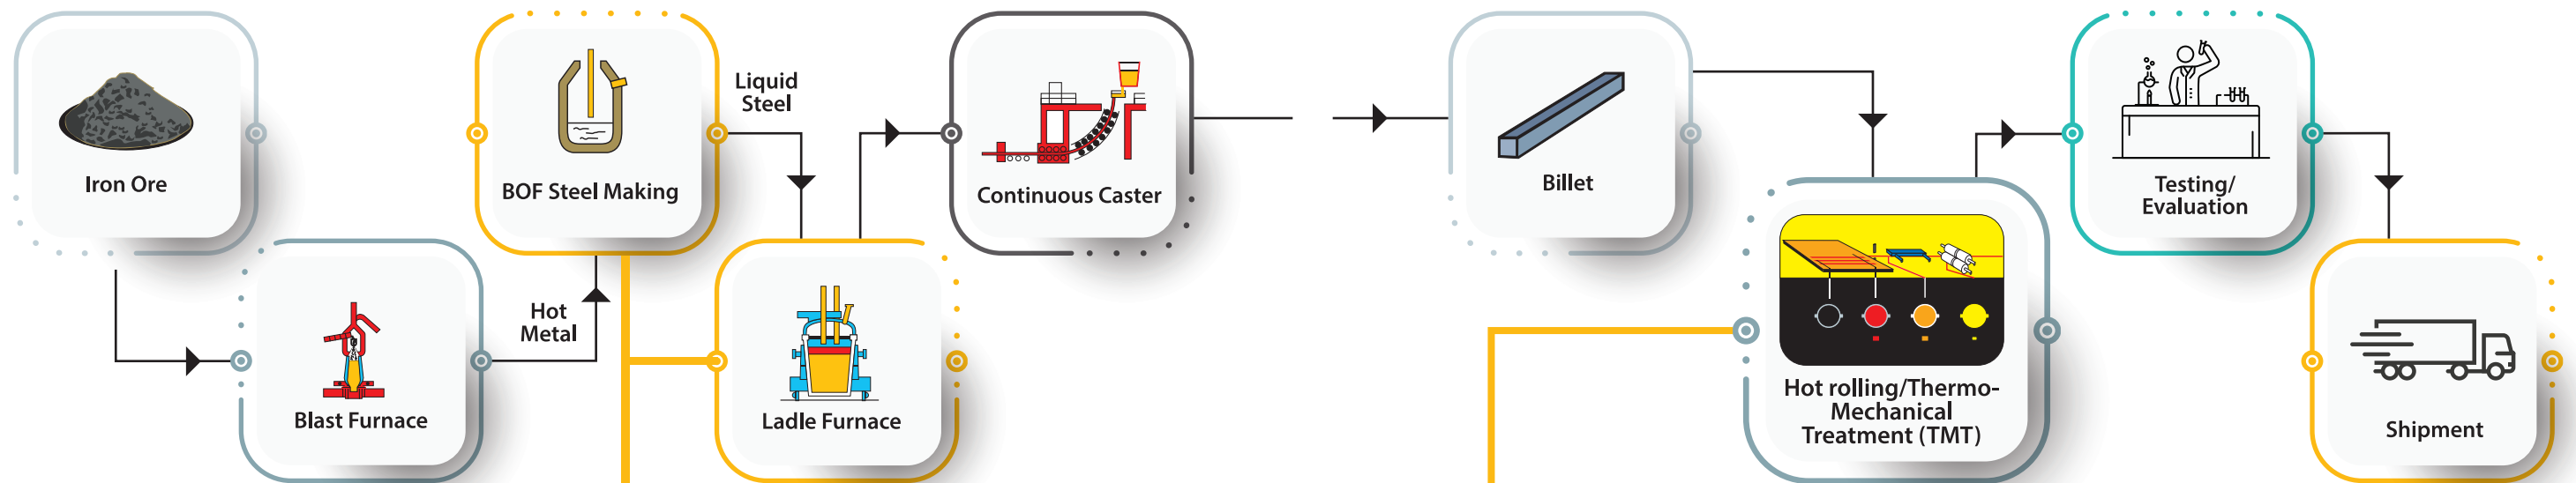 Iron Ore
Blast Furnace
Hot
Metal
BOF Steel Making
Liquid
Steel
Ladle Furnace
Continuous Caster
Billet
Hot rolling/Thermo-
Mechanical
Treatment (TMT)
Testing/
Evaluation
Shipment